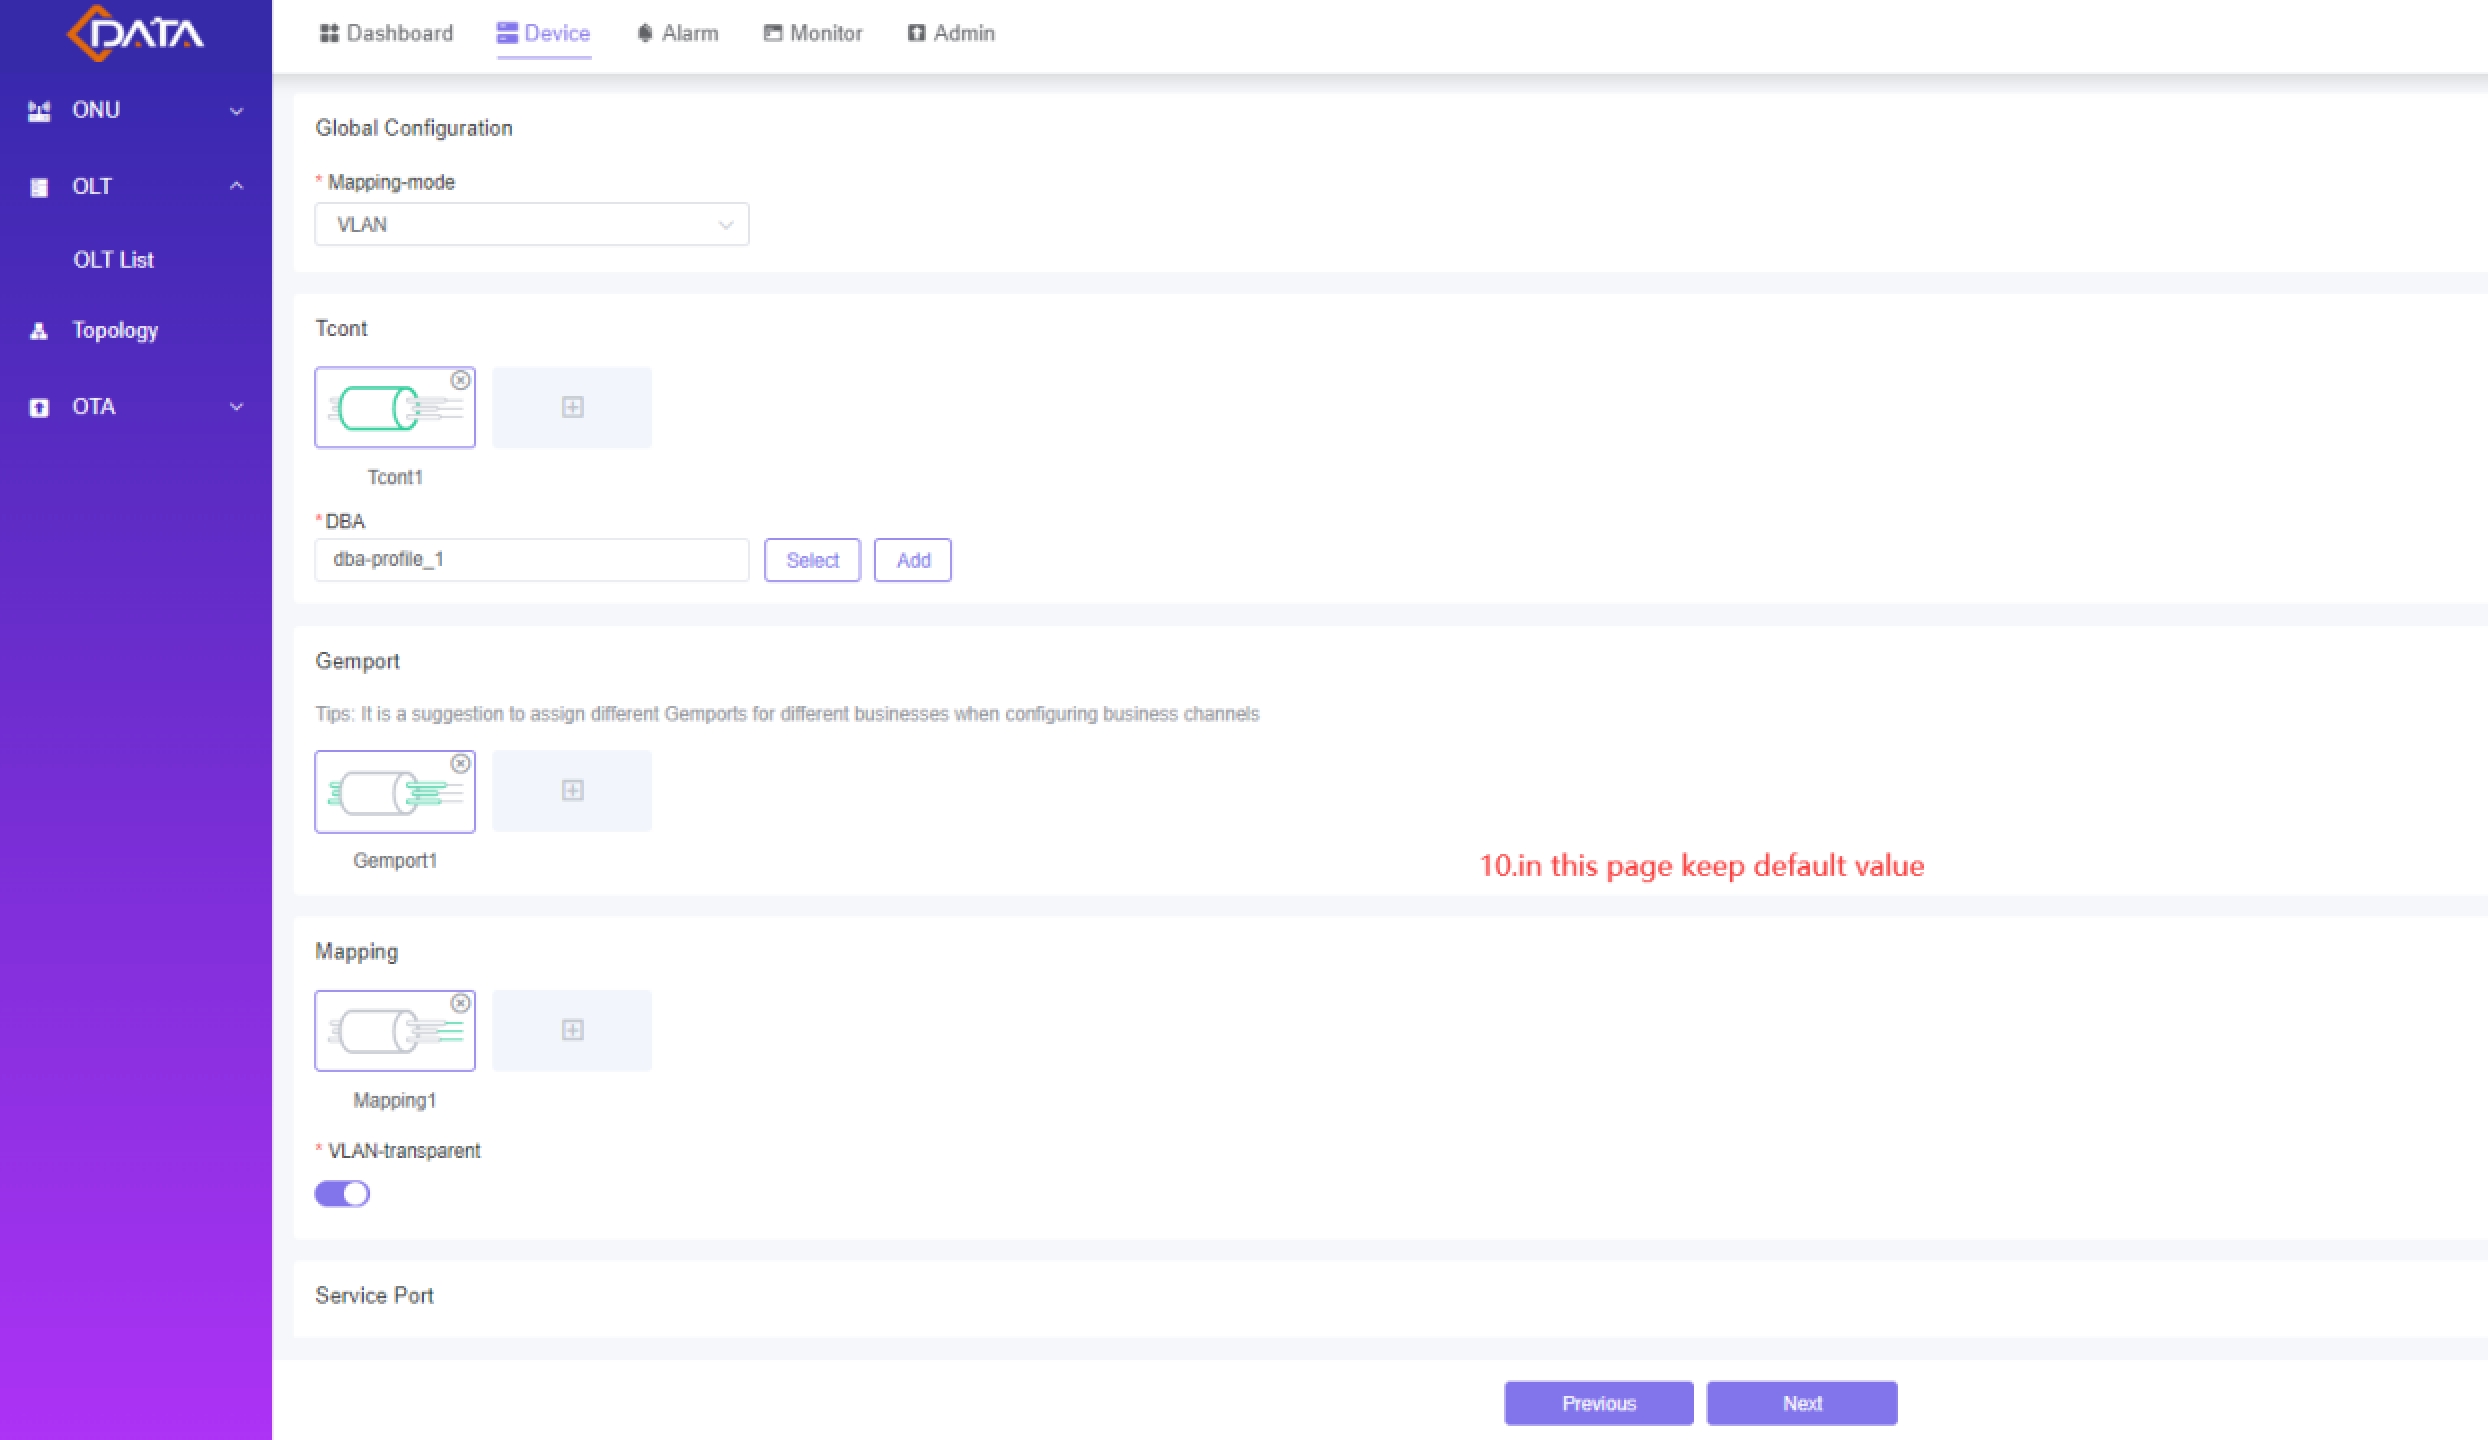 DATA
Dashboard
Device
Alarm
Monitor
Admin
ONU
OLT
OLT List
Topology
OTA
Global Configuration
* Mapping-mode
VLAN
Tcont
Tcont1
* DBA
dba-profile_1
Select
Add
Gemport
Tips: It is a suggestion to assign different Gemports for different businesses when configuring business channels
Gemport1
10.in this page keep default value
Mapping
Mapping1
* VLAN-transparent
Service Port
Previous
Next